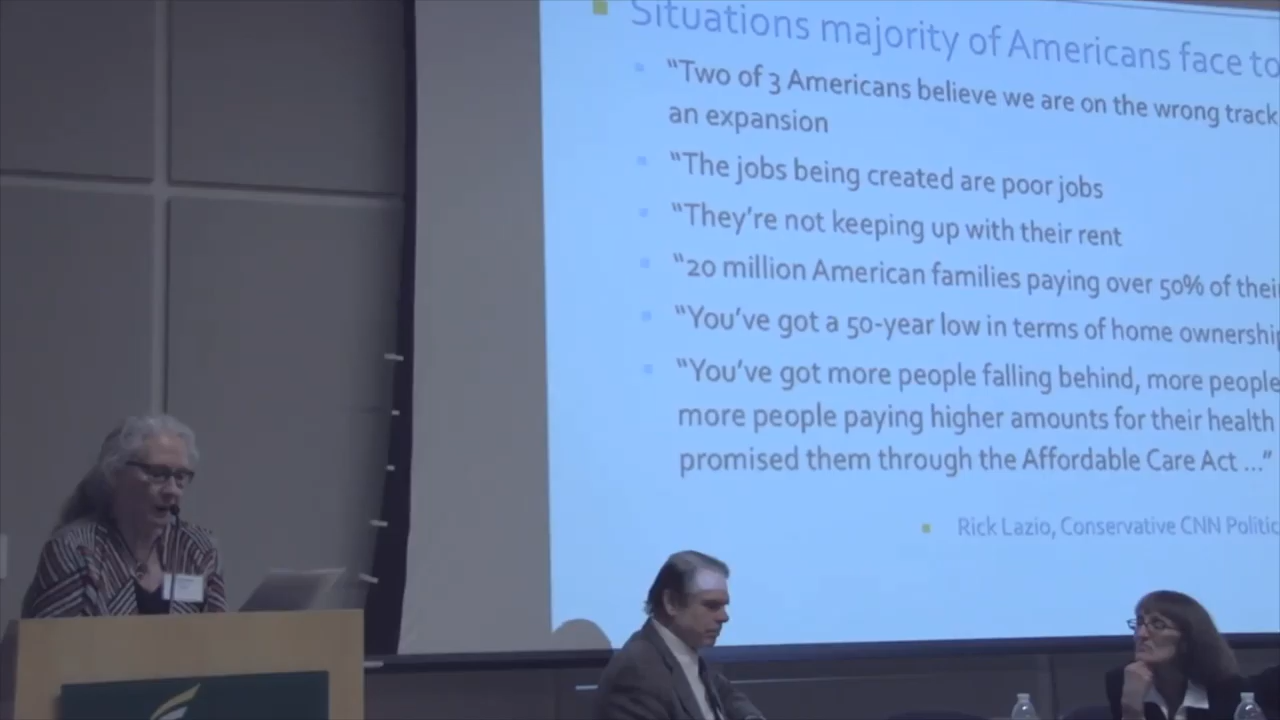 Situations majority of Americans face to
“Two of 3 Americans believe we are on the wrong track
an expansion
“The jobs being created are poor jobs
“They’re not keeping up with their rent
“20 million American families paying over 50% of thei
“You’ve got a 50-year low in terms of home ownershi
“You’ve got more people falling behind, more people
more people paying higher amounts for their health
promised them through the Affordable Care Act ...”
Rick Lazio, Conservative CNN Politic